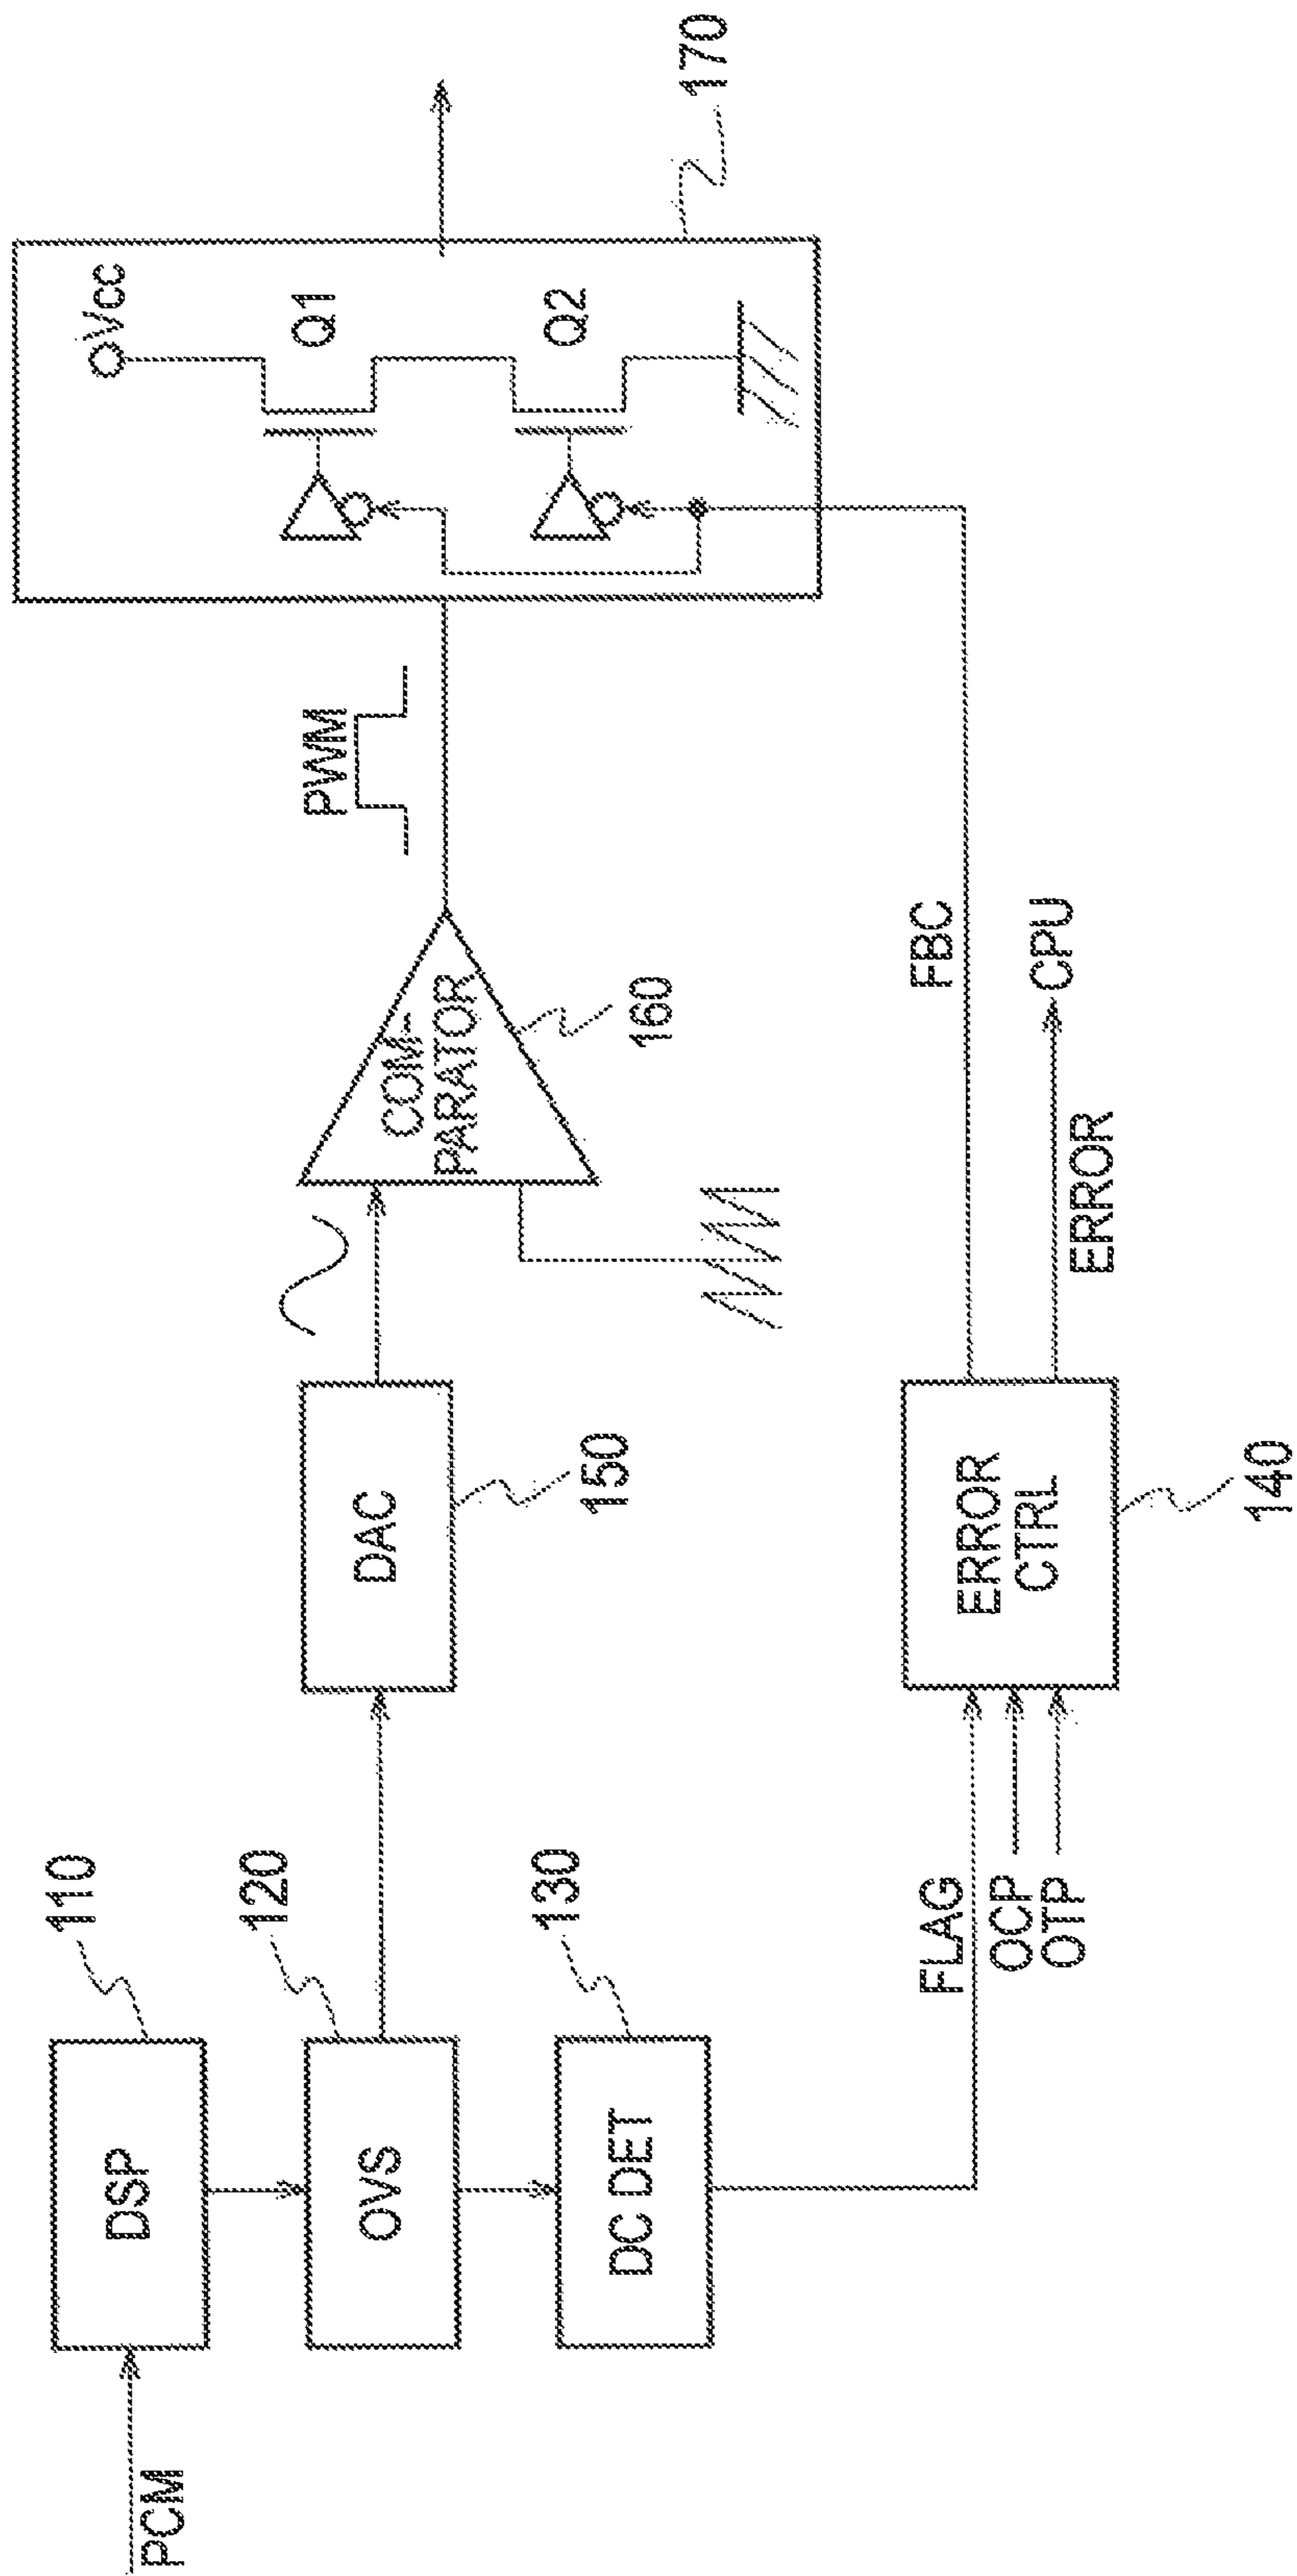 PCM
DSP
110
OVS
120
DC DET
130
DAC
150
COM-
PARATOR
160
PWM
Vcc
Q1
Q2
170
FLAG
OCP
OTP
ERROR
CTRL
140
FBC
ERROR
CPU